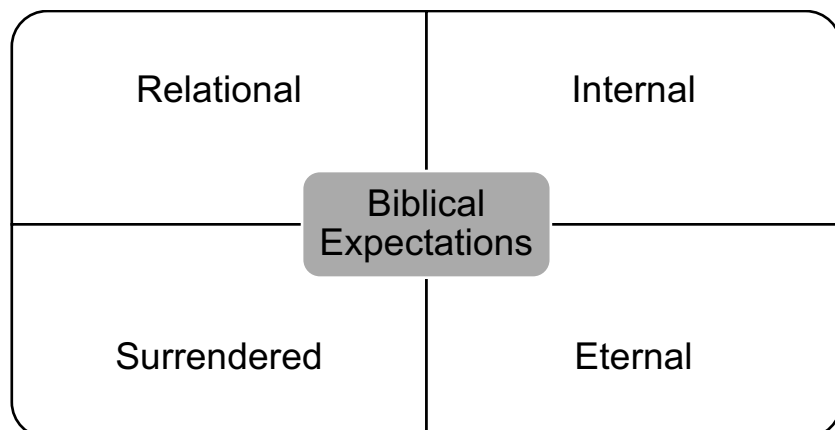 Relational
Internal
Biblical
Expectations
Surrendered
Eternal